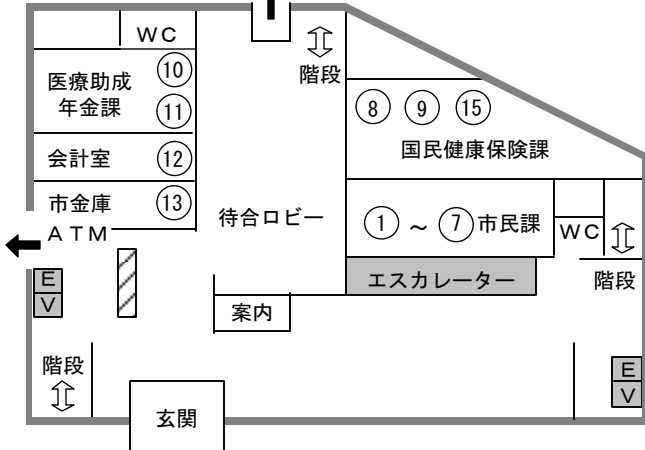 WC
階段
医療助成
年金課
⑩
⑪
⑧ ⑨ ⑮
国民健康保険課
会計室 ⑫
市金庫 ⑬
ATM
待合ロビー
① ~ ⑦ 市民課
WC
階段
エスカレーター
EV
案内
階段
EV
玄関